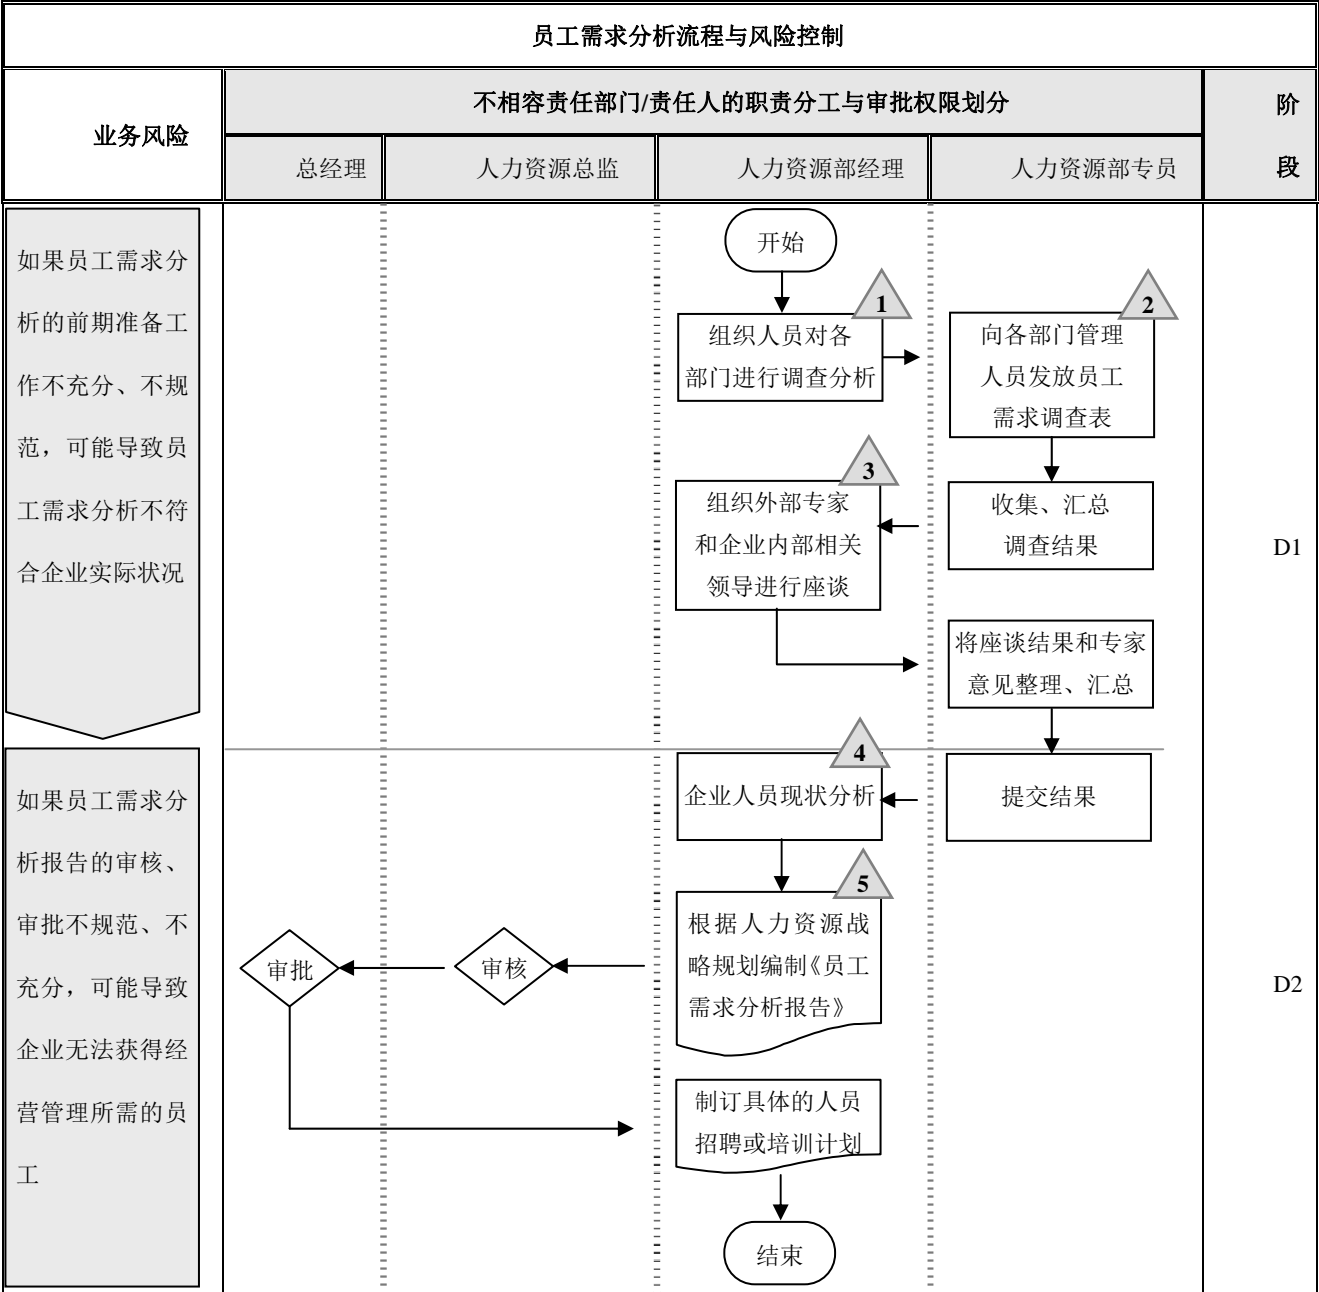 员工需求分析流程与风险控制
业务风险
不相容责任部门/责任人的职责分工与审批权限划分
阶
段
总经理
人力资源总监
人力资源部经理
人力资源部专员
如果员工需求分
析的前期准备工
作不充分、不规
范，可能导致员
工需求分析不符
合企业实际状况
开始
1
组织人员对各
部门进行调查分析
2
向各部门管理
人员发放员工
需求调查表
3
组织外部专家
和企业内部相关
领导进行座谈
收集、汇总
调查结果
将座谈结果和专家
意见整理、汇总
D1
如果员工需求分
析报告的审核、
审批不规范、不
充分，可能导致
企业无法获得经
营管理所需的员
工
4
企业人员现状分析
提交结果
5
根据人力资源战
略规划编制《员工
需求分析报告》
审核
审批
制订具体的人员
招聘或培训计划
结束
D2